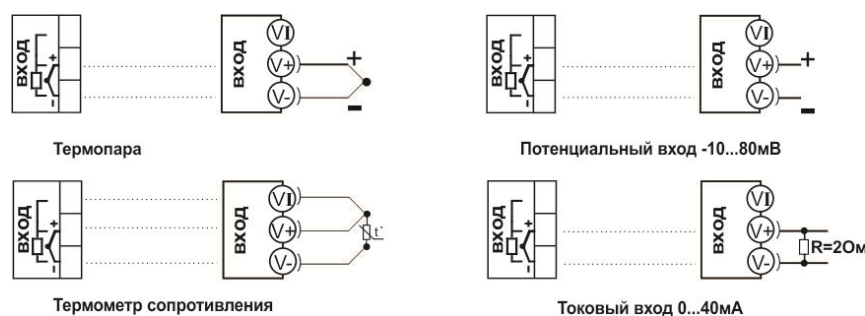 ВХОД
+
-
ВХОД
VI
V+
V-
+
-
Термопара
ВХОД
+
-
ВХОД
VI
V+
V-
+
-
Потенциальный вход -10...80мВ
ВХОД
+
-
ВХОД
VI
V+
V-
t°
Термометр сопротивления
ВХОД
+
-
ВХОД
VI
V+
V-
R=2Ом
Токовый вход 0...40мА